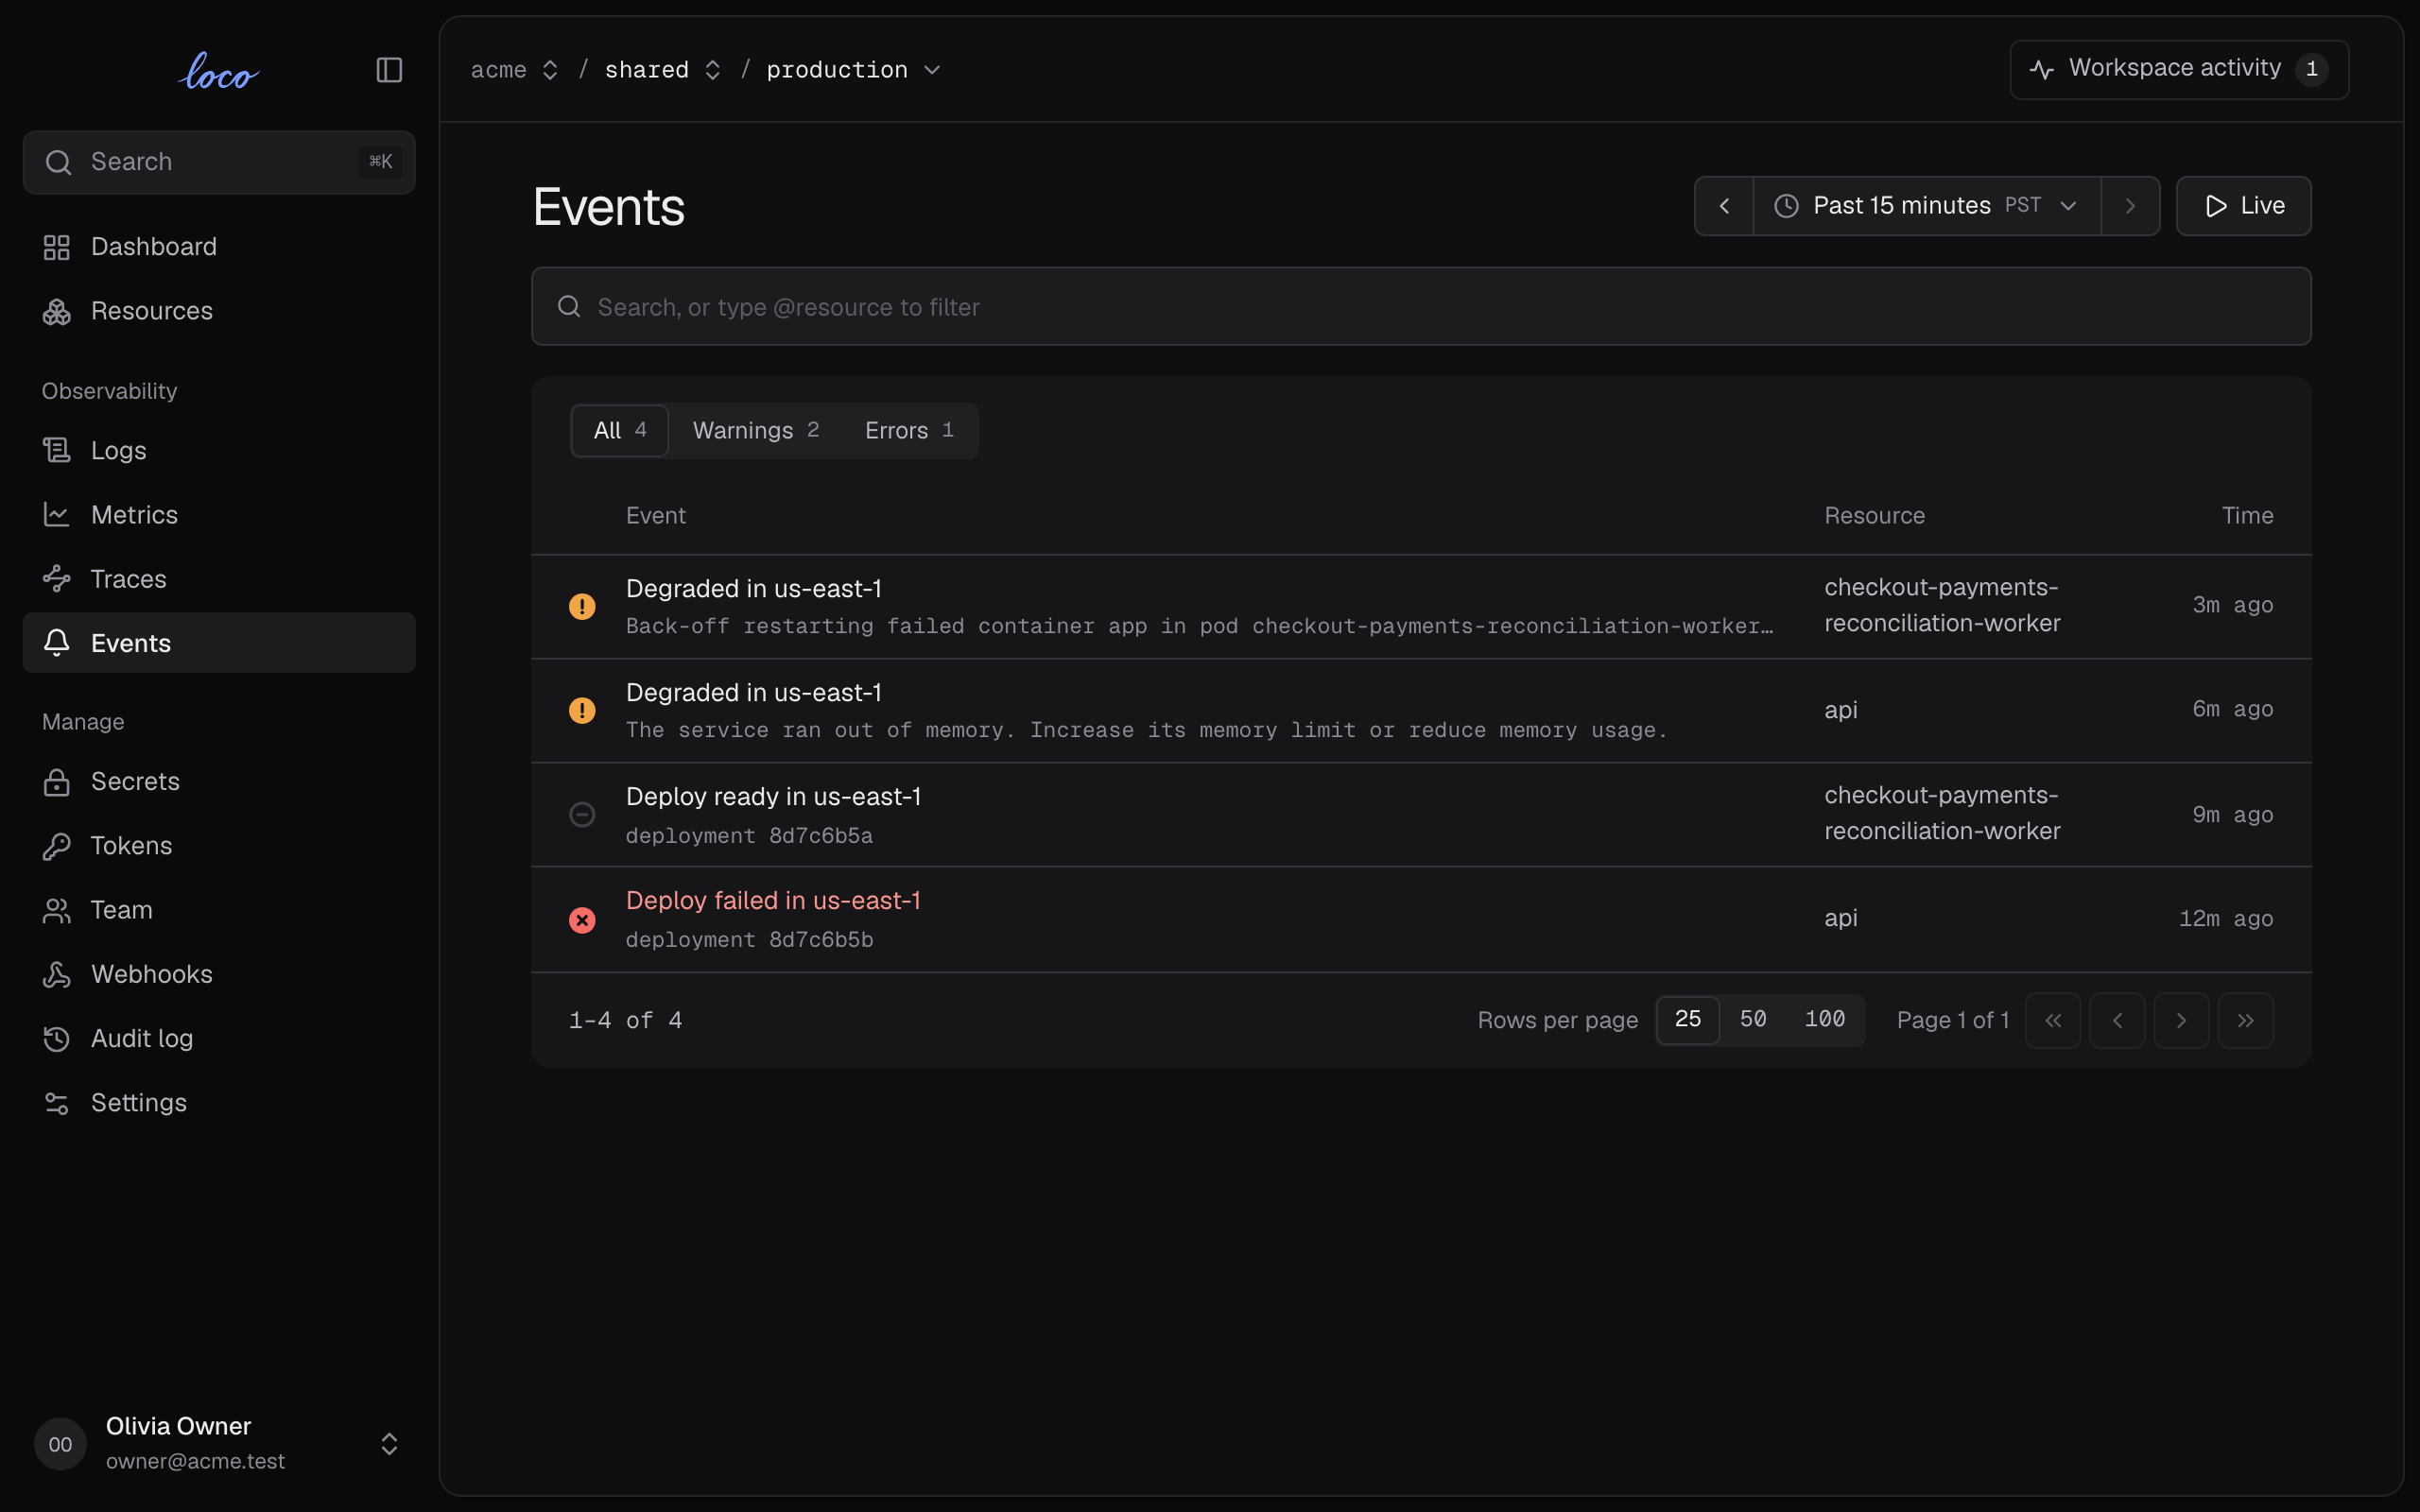 loco
acme / shared / production
Workspace activity 1
Search ⌘K
Dashboard
Resources
Observability
Logs
Metrics
Traces
Events
Manage
Secrets
Tokens
Team
Webhooks
Audit log
Settings
OO
Olivia Owner
owner@acme.test
Events
Past 15 minutes PST
Live
Search, or type @resource to filter
All 4 Warnings 2 Errors 1
Event Resource Time
Degraded in us-east-1
Back-off restarting failed container app in pod checkout-payments-reconciliation-worker…
checkout-payments-
reconciliation-worker
3m ago
Degraded in us-east-1
The service ran out of memory. Increase its memory limit or reduce memory usage.
api
6m ago
Deploy ready in us-east-1
deployment 8d7c6b5a
checkout-payments-
reconciliation-worker
9m ago
Deploy failed in us-east-1
deployment 8d7c6b5b
api
12m ago
1–4 of 4
Rows per page 25 50 100
Page 1 of 1